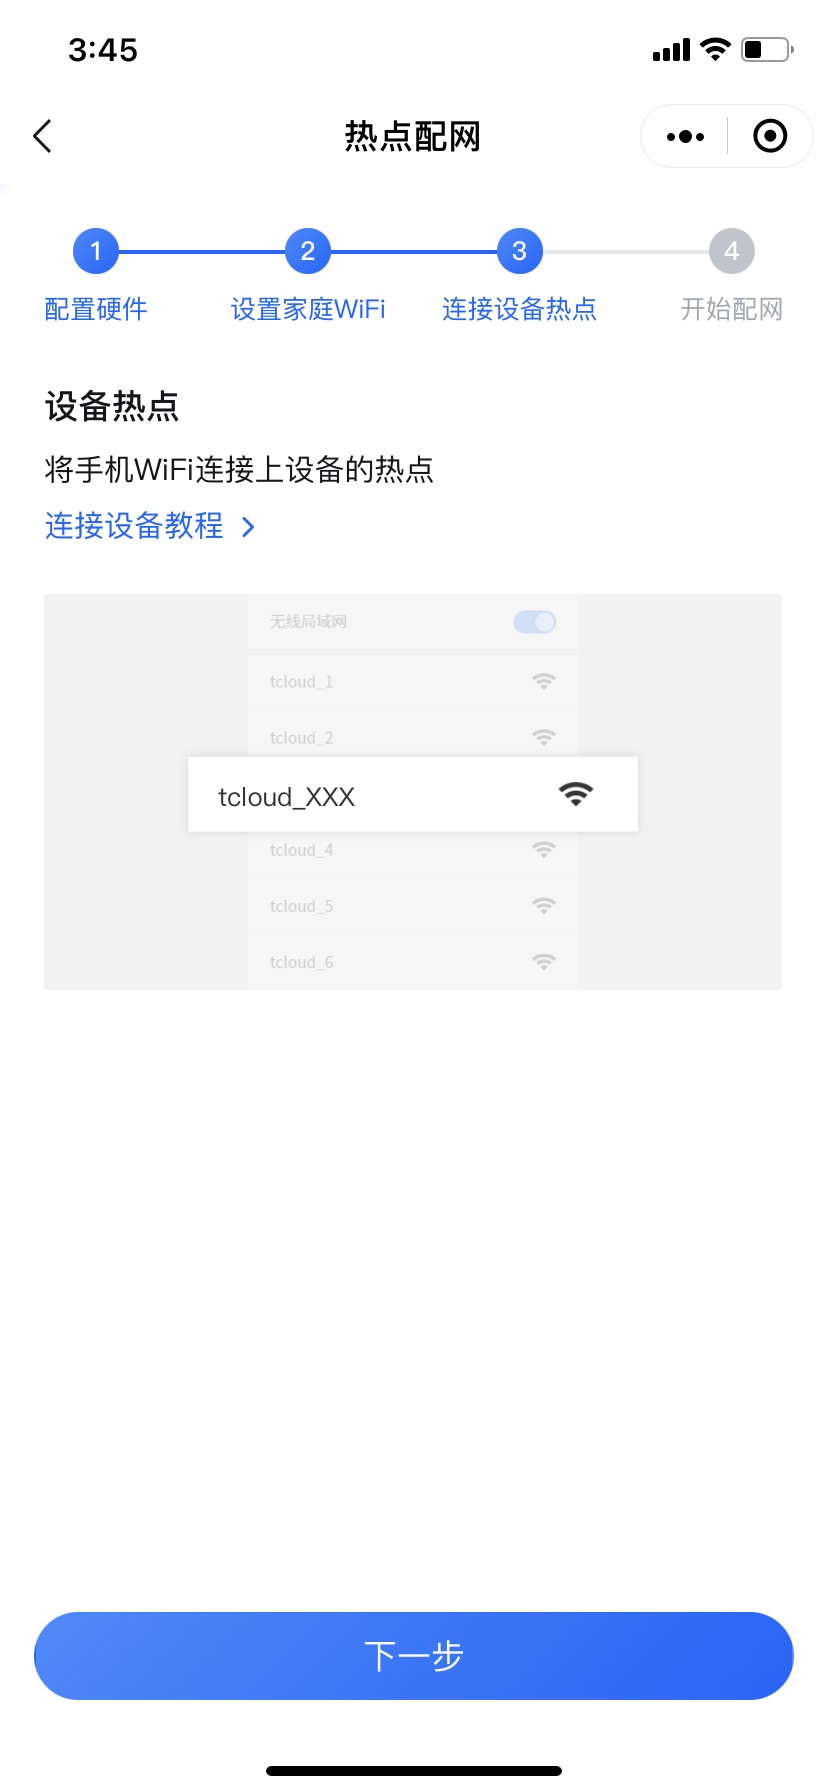 3:45
热点配网
1
2
3
4
配置硬件
设置家庭WiFi
连接设备热点
开始配网
设备热点
将手机WiFi连接上设备的热点
连接设备教程
无线局域网
tcloud_1
tcloud_2
tcloud_XXX
tcloud_4
tcloud_5
tcloud_6
下一步